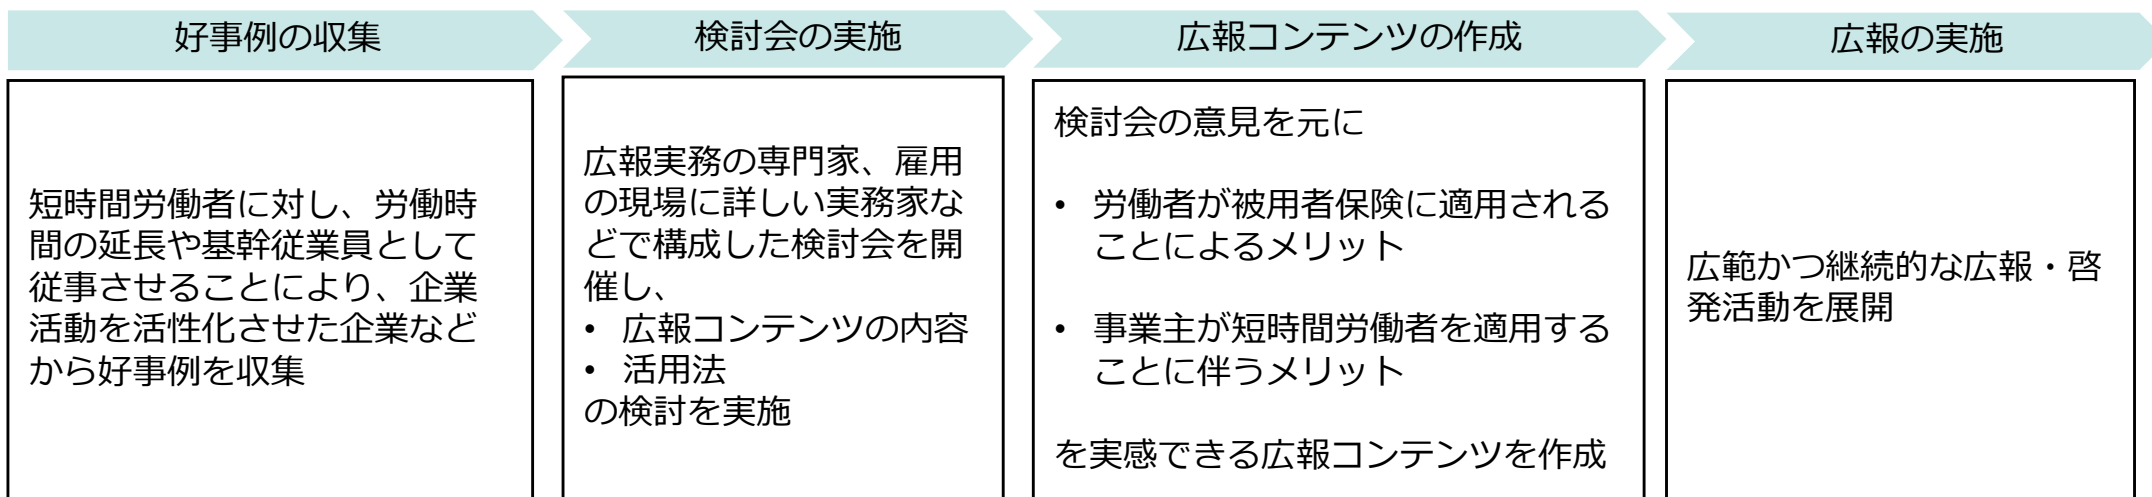 好事例の収集
検討会の実施
広報コンテンツの作成
広報の実施
短時間労働者に対し、労働時
間の延長や基幹従業員として
従事させることにより、企業
活動を活性化させた企業など
から好事例を収集
広報実務の専門家、雇用
の現場に詳しい実務家な
どで構成した検討会を開
催し、
• 広報コンテンツの内容
• 活用法
の検討を実施
検討会の意見を元に
• 労働者が被用者保険に適用される
ことによるメリット
• 事業主が短時間労働者を適用する
ことに伴うメリット
を実感できる広報コンテンツを作成
広範かつ継続的な広報・啓
発活動を展開